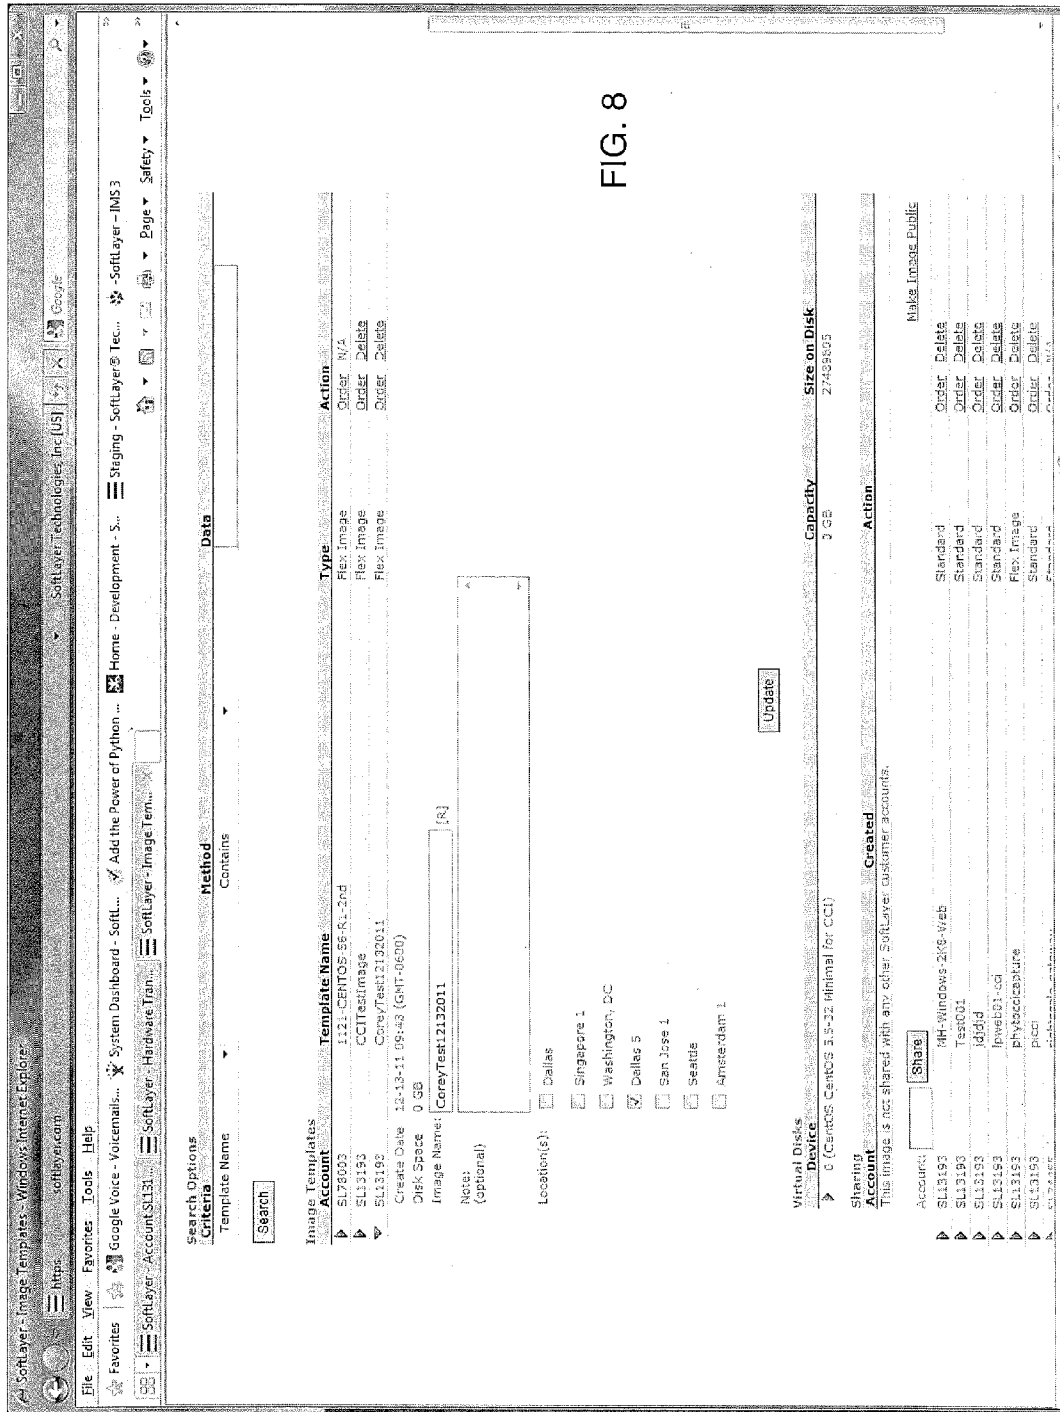 SoftLayer - Image Templates - Windows Internet Explorer
https softlayer.com SoftLayer Technologies, Inc [US] Google
File Edit View Favorites Tools Help
Favorites Google Voice - Voicemails... System Dashboard - SoftL... Add the Power of Python ... Home - Development - S... Staging - SoftLayer® Tec... -SoftLayer - IMS 3
SoftLayer - Account SL131... SoftLayer - Hardware Tran... SoftLayer - Image Tem... Page Safety Tools
Search Options
Criteria Method Data
Template Name Contains
Search
Image Templates
Account Template Name Type Action
SL78003 1121-CENTOS-56-R1-2nd Flex Image Order N/A
SL13193 CCITestImage Flex Image Order Delete
SL13193 CoreyTest12132011 Flex Image Order Delete
Create Date 12-13-11 09:43 (GMT-0600)
Disk Space 0 GB
Image Name: CoreyTest12132011 [R]
Note:
(optional)
Location(s): Dallas
Singapore 1
Washington, DC
Dallas 5
San Jose 1
Seattle
Amsterdam 1
Update
FIG. 8
Virtual Disks
Device Capacity Size on Disk
0 (CentOS CentOS 5.5-32 Minimal for CCI) 0 GB 27489805
Sharing
Account Created Action
This image is not shared with any other SoftLayer customer accounts.
Account: Share Make Image Public
SL13193 MH-Windows-2K8-Web Standard Order Delete
SL13193 Test001 Standard Order Delete
SL13193 jdjdjd Standard Order Delete
SL13193 lpweb01-cci Standard Order Delete
SL13193 phytocolcapture Flex Image Order Delete
SL13193 picci Standard Order Delete
Standard Order N/A